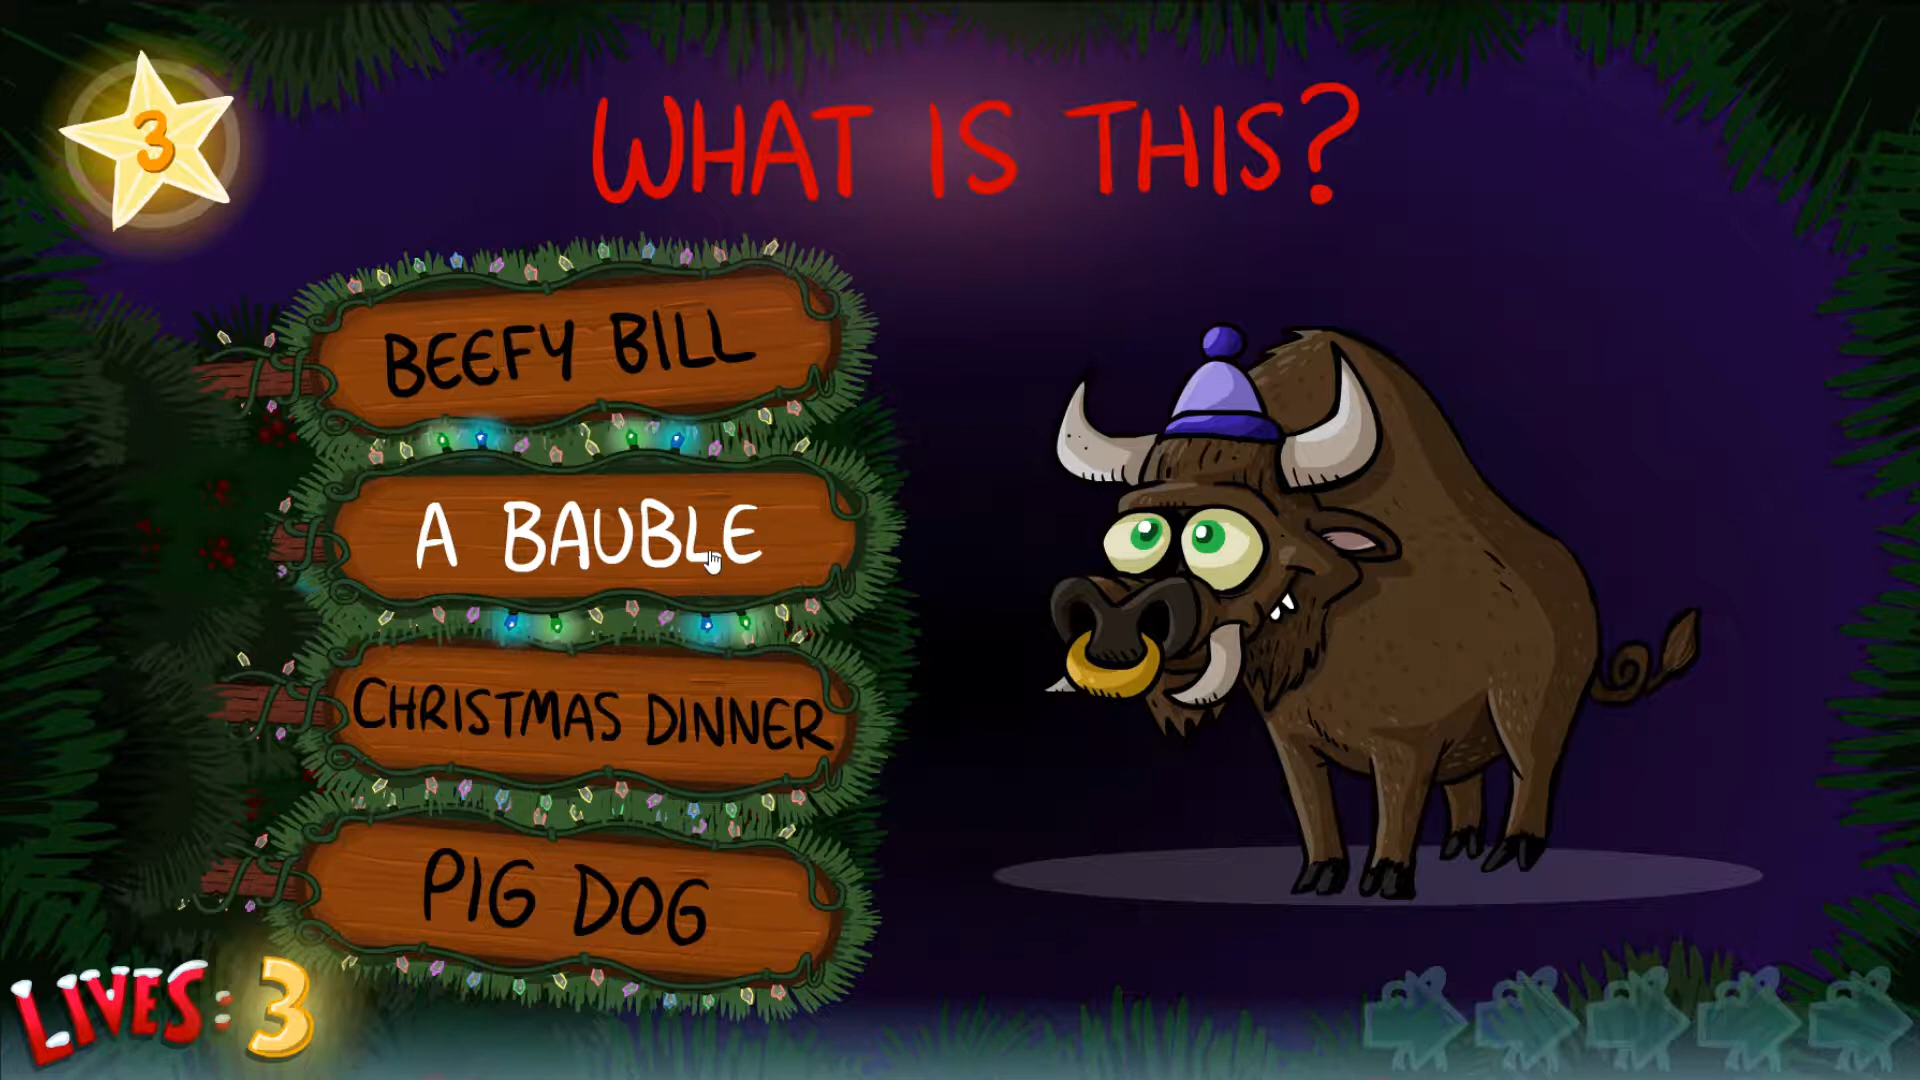 3
WHAT IS THIS?
BEEFY BILL
A BAUBLE
CHRISTMAS DINNER
PIG DOG
LIVES: 3